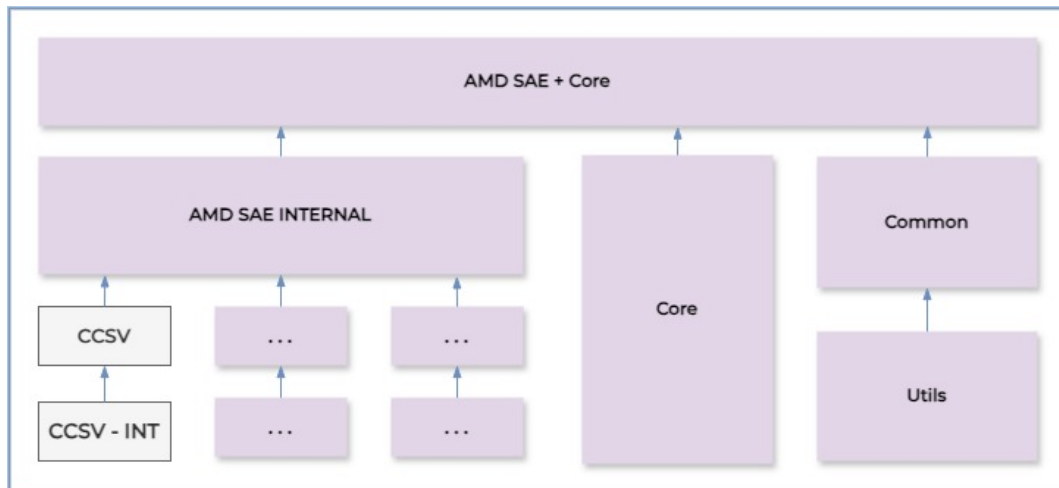 AMD SAE + Core
AMD SAE INTERNAL
Core
Common
CCSV
...
...
Utils
CCSV - INT
...
...